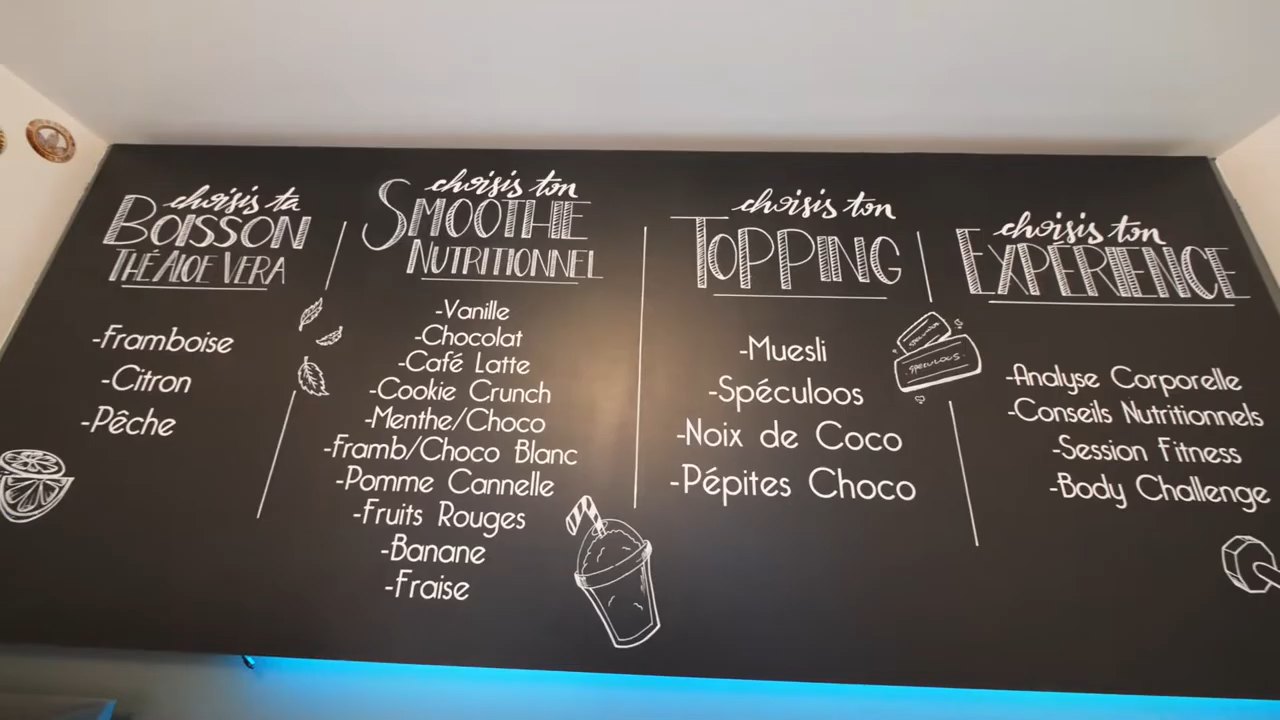 choisis ta
BOISSON
THÉ ALOE VERA
-Framboise
-Citron
-Pêche
choisis ton
SMOOTHIE
NUTRITIONNEL
-Vanille
-Chocolat
-Café Latte
-Cookie Crunch
-Menthe/Choco
-Framb/Choco Blanc
-Pomme Cannelle
-Fruits Rouges
-Banane
-Fraise
choisis ton
TOPPING
-Muesli
-Spéculoos
-Noix de Coco
-Pépites Choco
SPECULOOS
SPECULOOS
choisis ton
EXPÉRIENCE
-Analyse Corporelle
-Conseils Nutritionnels
-Session Fitness
-Body Challenge